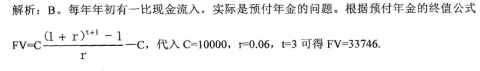 解析：B。每年年初有一比现金流入，实际是预付年金的问题。根据预付年金的终值公式
FV=C\frac{(1+r)^{t+1}-1}{r}-C，代入 C=10000，r=0.06，t=3 可得 FV=33746.